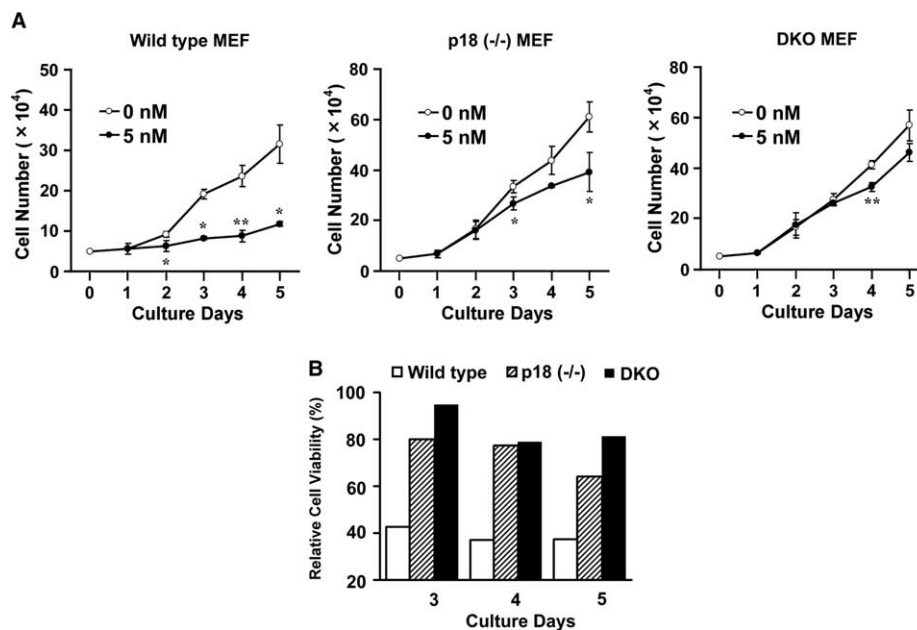 A
Wild type MEF
p18 (-/-) MEF
DKO MEF
Cell Number ( × 10⁴)
50
40
30
20
10
0
0 nM
5 nM
*
*
**
*
0 1 2 3 4 5
Culture Days
Cell Number ( × 10⁴)
80
60
40
20
0
0 nM
5 nM
*
*
0 1 2 3 4 5
Culture Days
Cell Number ( × 10⁴)
80
60
40
20
0
0 nM
5 nM
**
0 1 2 3 4 5
Culture Days
B
Wild type p18 (-/-) DKO
Relative Cell Viability (%)
100
80
60
40
20
3 4 5
Culture Days